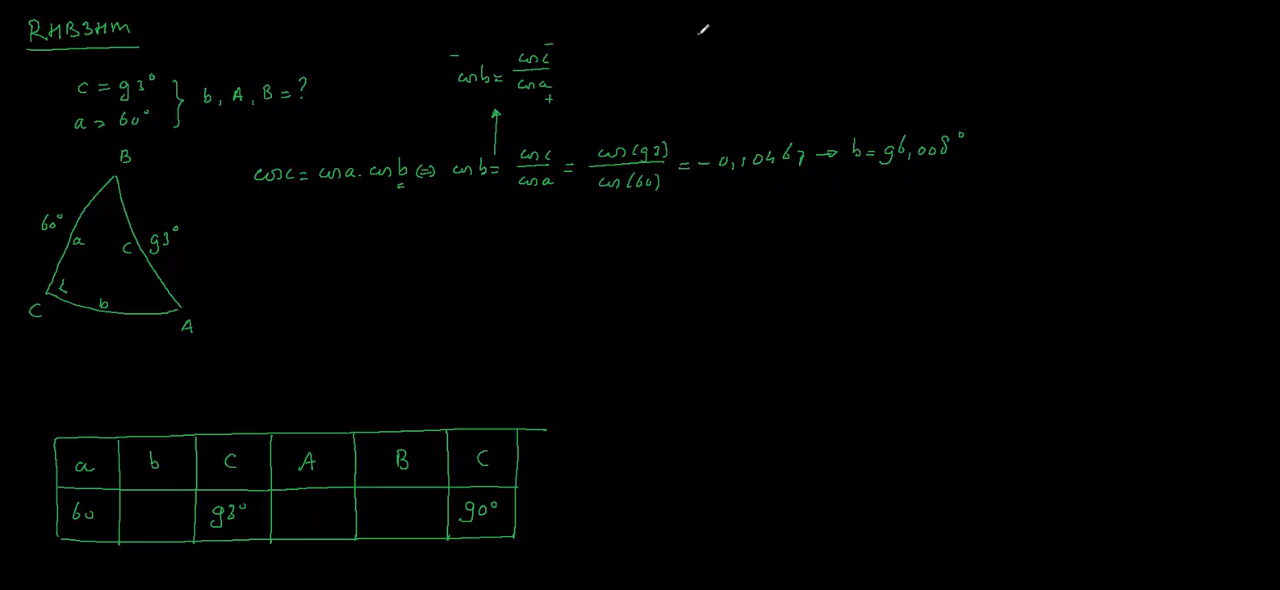 RHB3HM
c = 93°
a = 60° } b, A, B = ?
- cos b = cos c - / cos a +
cos c = cos a . cos b (=) cos b = cos c / cos a = cos(93) / cos(60) = - 0,10467 → b = 96,008°
B
60° a c 93°
C b A
a b C A B C
60 93° 90°